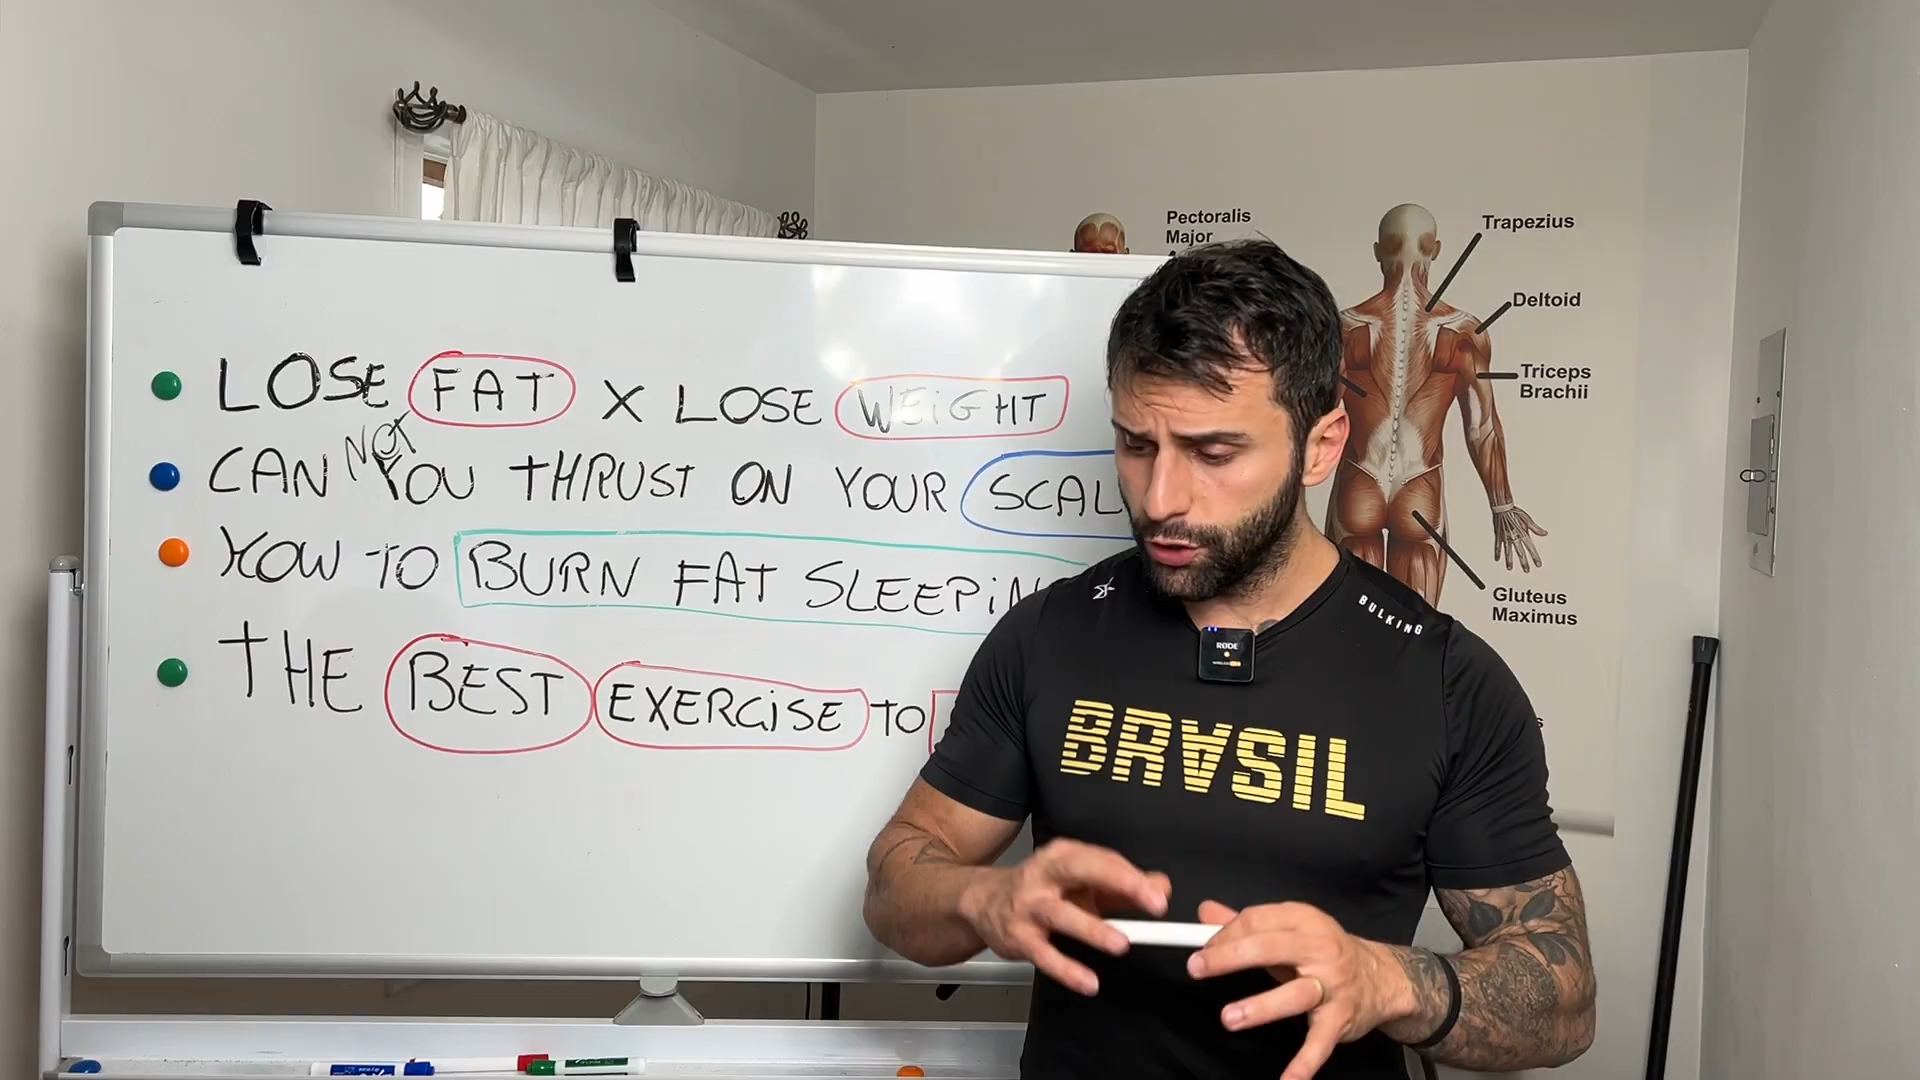 LOSE FAT X LOSE WEIGHT
NOT
CAN YOU THRUST ON YOUR SCAL
HOW TO BURN FAT SLEEPIN
THE BEST EXERCISE TO
Pectoralis
Major
Trapezius
Deltoid
Triceps
Brachii
Gluteus
Maximus
BULKING
RØDE
BRASIL